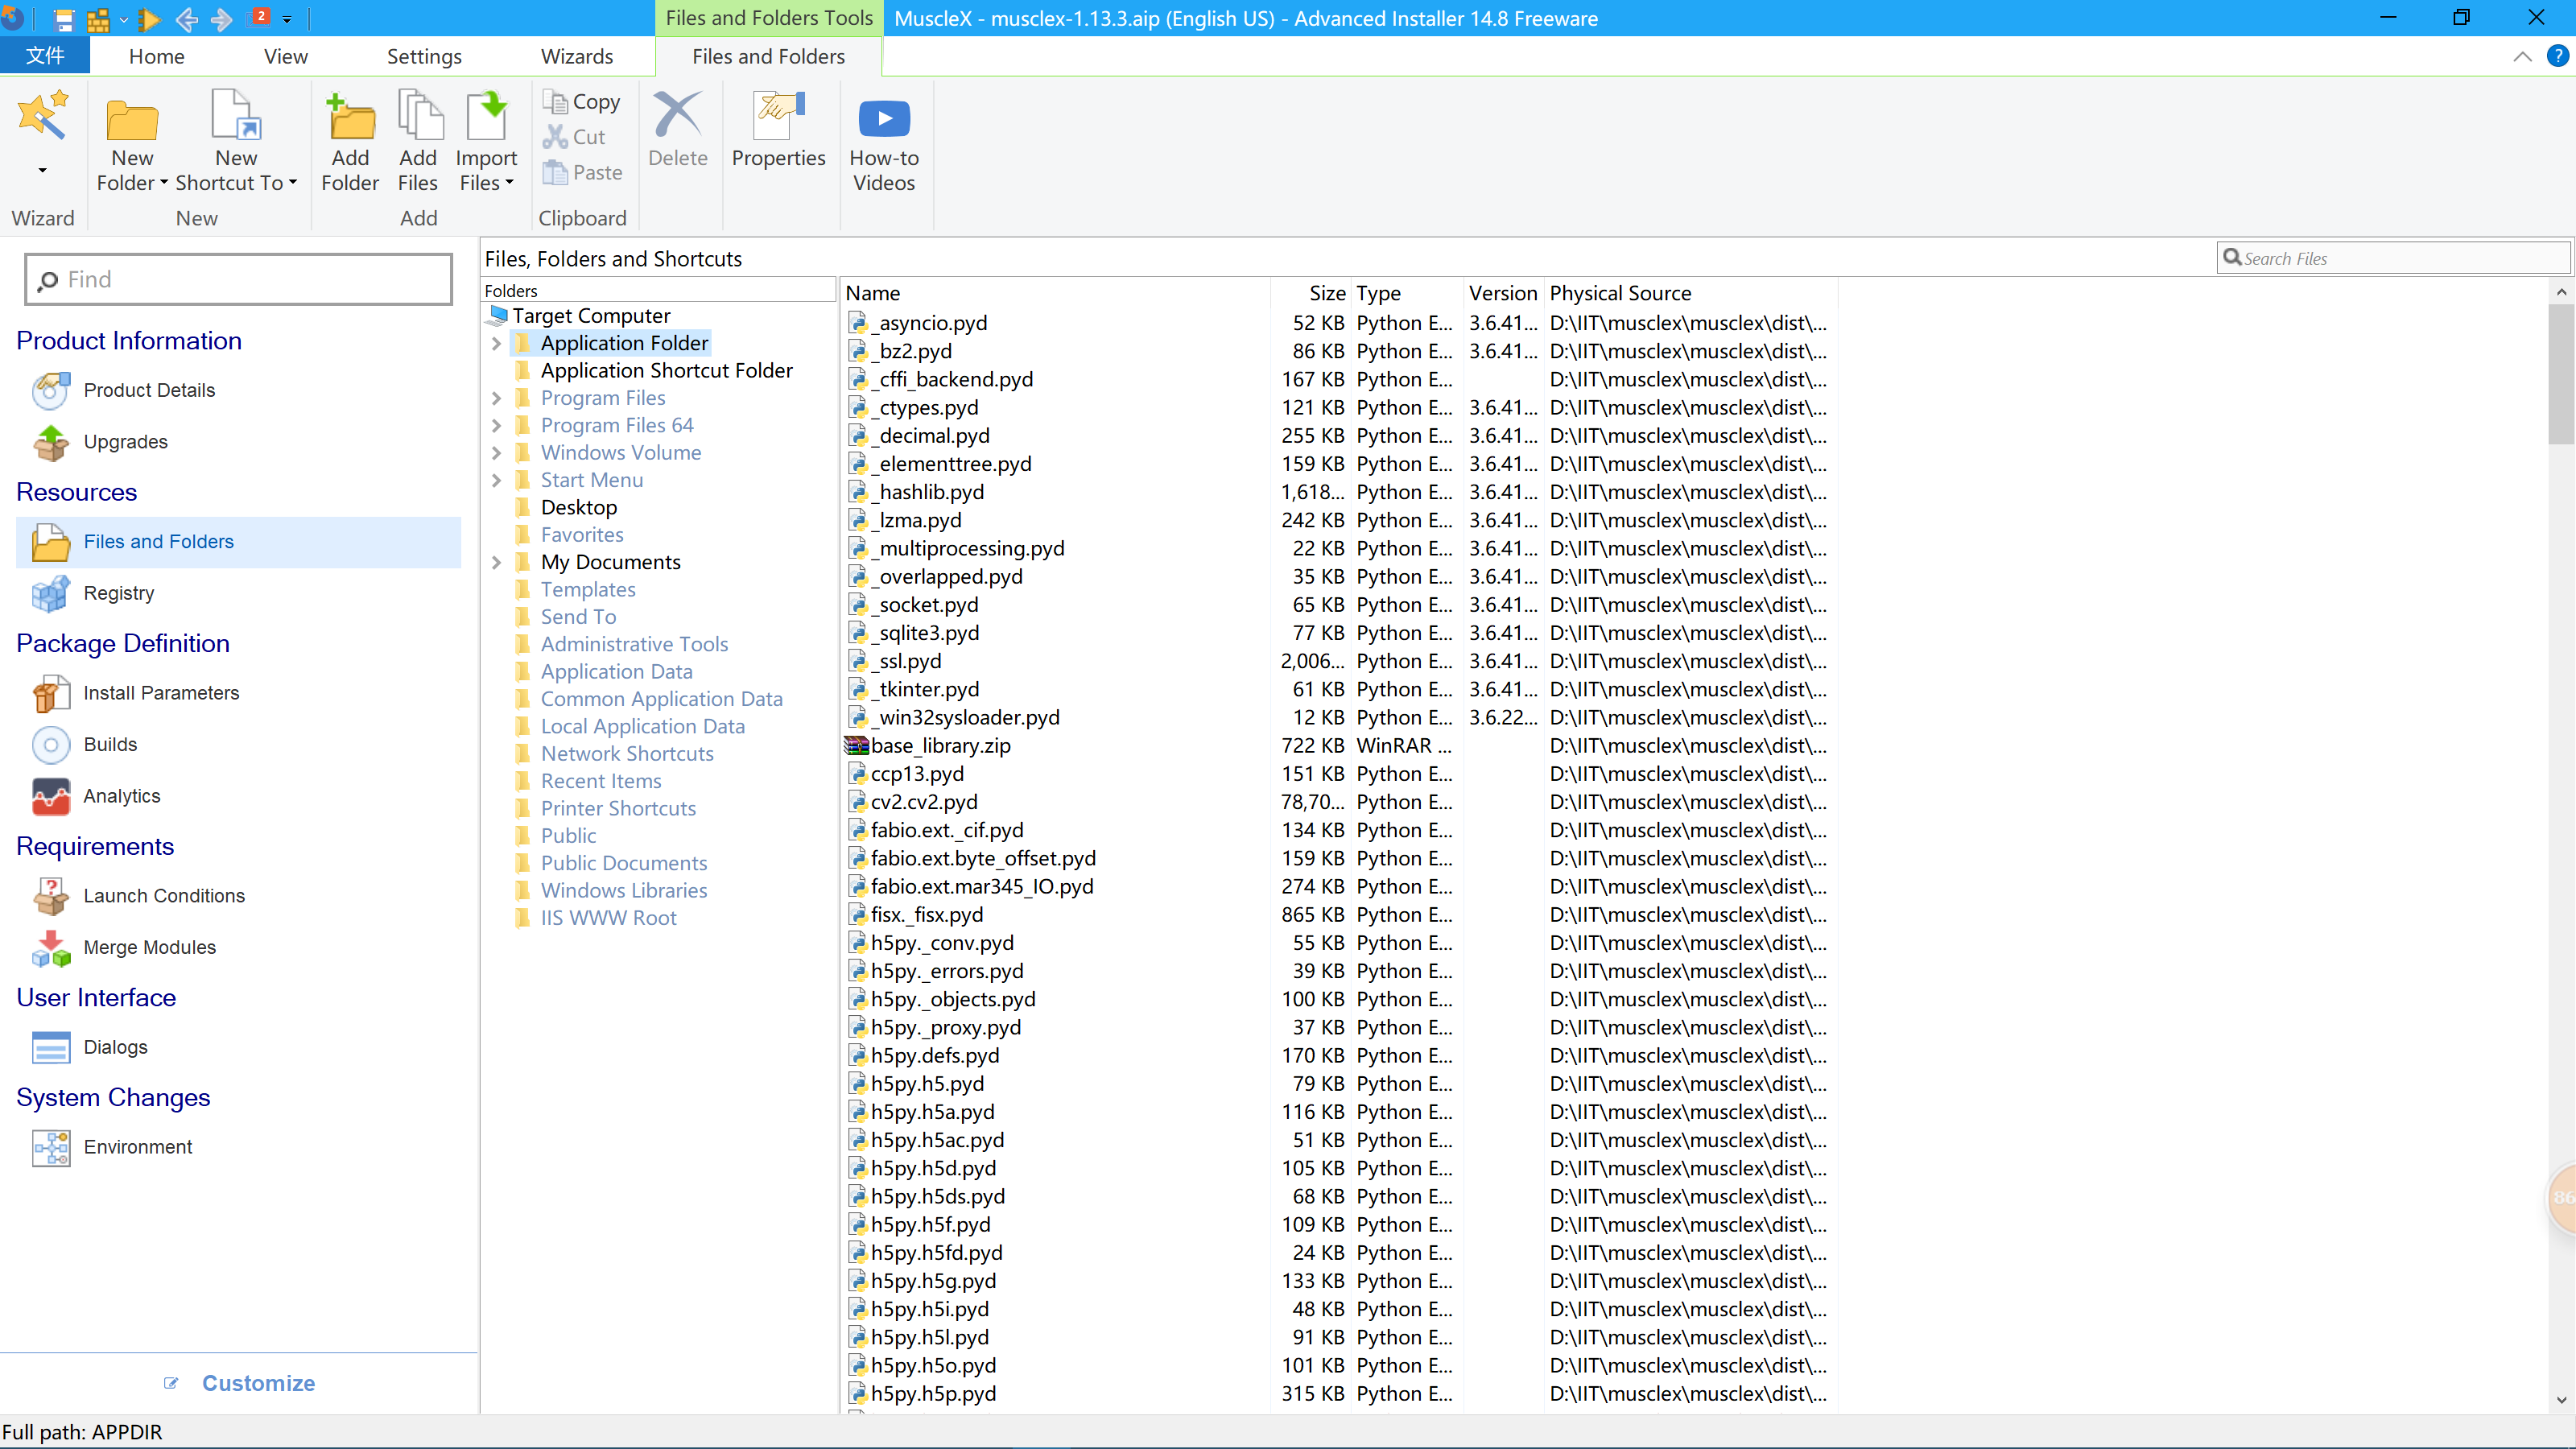 2
Files and Folders Tools
MuscleX - musclex-1.13.3.aip (English US) - Advanced Installer 14.8 Freeware
文件 Home View Settings Wizards Files and Folders
?
New Folder
New Shortcut To
Add Folder
Add Files
Import Files
Copy
Cut
Paste
Delete
Properties
How-to Videos
Wizard New Add Clipboard
Find
Product Information
Product Details
Upgrades
Resources
Files and Folders
Registry
Package Definition
Install Parameters
Builds
Analytics
Requirements
Launch Conditions
Merge Modules
User Interface
Dialogs
System Changes
Environment
Customize
Files, Folders and Shortcuts
Search Files
Folders
Target Computer
Application Folder
Application Shortcut Folder
Program Files
Program Files 64
Windows Volume
Start Menu
Desktop
Favorites
My Documents
Templates
Send To
Administrative Tools
Application Data
Common Application Data
Local Application Data
Network Shortcuts
Recent Items
Printer Shortcuts
Public
Public Documents
Windows Libraries
IIS WWW Root
Name Size Type Version Physical Source
_asyncio.pyd 52 KB Python E... 3.6.41... D:\IIT\musclex\musclex\dist\...
_bz2.pyd 86 KB Python E... 3.6.41... D:\IIT\musclex\musclex\dist\...
_cffi_backend.pyd 167 KB Python E... D:\IIT\musclex\musclex\dist\...
_ctypes.pyd 121 KB Python E... 3.6.41... D:\IIT\musclex\musclex\dist\...
_decimal.pyd 255 KB Python E... 3.6.41... D:\IIT\musclex\musclex\dist\...
_elementtree.pyd 159 KB Python E... 3.6.41... D:\IIT\musclex\musclex\dist\...
_hashlib.pyd 1,618... Python E... 3.6.41... D:\IIT\musclex\musclex\dist\...
_lzma.pyd 242 KB Python E... 3.6.41... D:\IIT\musclex\musclex\dist\...
_multiprocessing.pyd 22 KB Python E... 3.6.41... D:\IIT\musclex\musclex\dist\...
_overlapped.pyd 35 KB Python E... 3.6.41... D:\IIT\musclex\musclex\dist\...
_socket.pyd 65 KB Python E... 3.6.41... D:\IIT\musclex\musclex\dist\...
_sqlite3.pyd 77 KB Python E... 3.6.41... D:\IIT\musclex\musclex\dist\...
_ssl.pyd 2,006... Python E... 3.6.41... D:\IIT\musclex\musclex\dist\...
_tkinter.pyd 61 KB Python E... 3.6.41... D:\IIT\musclex\musclex\dist\...
_win32sysloader.pyd 12 KB Python E... 3.6.22... D:\IIT\musclex\musclex\dist\...
base_library.zip 722 KB WinRAR ... D:\IIT\musclex\musclex\dist\...
ccp13.pyd 151 KB Python E... D:\IIT\musclex\musclex\dist\...
cv2.cv2.pyd 78,70... Python E... D:\IIT\musclex\musclex\dist\...
fabio.ext._cif.pyd 134 KB Python E... D:\IIT\musclex\musclex\dist\...
fabio.ext.byte_offset.pyd 159 KB Python E... D:\IIT\musclex\musclex\dist\...
fabio.ext.mar345_IO.pyd 274 KB Python E... D:\IIT\musclex\musclex\dist\...
fisx._fisx.pyd 865 KB Python E... D:\IIT\musclex\musclex\dist\...
h5py._conv.pyd 55 KB Python E... D:\IIT\musclex\musclex\dist\...
h5py._errors.pyd 39 KB Python E... D:\IIT\musclex\musclex\dist\...
h5py._objects.pyd 100 KB Python E... D:\IIT\musclex\musclex\dist\...
h5py._proxy.pyd 37 KB Python E... D:\IIT\musclex\musclex\dist\...
h5py.defs.pyd 170 KB Python E... D:\IIT\musclex\musclex\dist\...
h5py.h5.pyd 79 KB Python E... D:\IIT\musclex\musclex\dist\...
h5py.h5a.pyd 116 KB Python E... D:\IIT\musclex\musclex\dist\...
h5py.h5ac.pyd 51 KB Python E... D:\IIT\musclex\musclex\dist\...
h5py.h5d.pyd 105 KB Python E... D:\IIT\musclex\musclex\dist\...
h5py.h5ds.pyd 68 KB Python E... D:\IIT\musclex\musclex\dist\...
h5py.h5f.pyd 109 KB Python E... D:\IIT\musclex\musclex\dist\...
h5py.h5fd.pyd 24 KB Python E... D:\IIT\musclex\musclex\dist\...
h5py.h5g.pyd 133 KB Python E... D:\IIT\musclex\musclex\dist\...
h5py.h5i.pyd 48 KB Python E... D:\IIT\musclex\musclex\dist\...
h5py.h5l.pyd 91 KB Python E... D:\IIT\musclex\musclex\dist\...
h5py.h5o.pyd 101 KB Python E... D:\IIT\musclex\musclex\dist\...
h5py.h5p.pyd 315 KB Python E... D:\IIT\musclex\musclex\dist\...
86
Full path: APPDIR